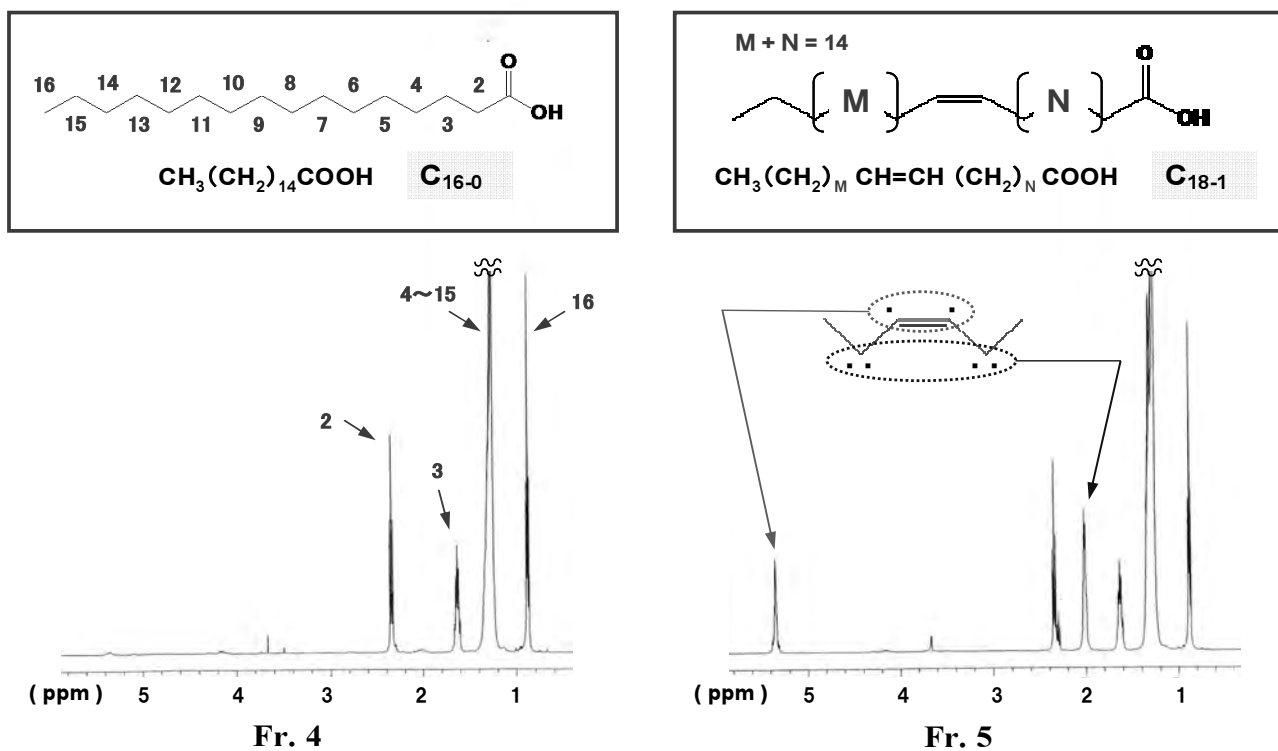 16 14 12 10 8 6 4 2
15 13 11 9 7 5 3
O
OH
CH3(CH2)14COOH C16-0
M + N = 14
M N
O
OH
CH3(CH2)M CH=CH (CH2)N COOH C18-1
4～15
16
2
3
( ppm ) 5 4 3 2 1
Fr. 4
( ppm ) 5 4 3 2 1
Fr. 5